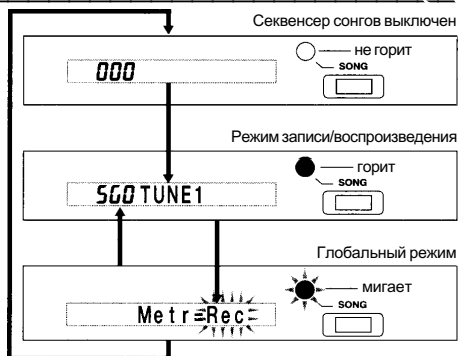 Секвенсер сонгов выключен
не горит
SONG
000
Режим записи/воспроизведения
горит
SONG
SG0 TUNE1
Глобальный режим
мигает
SONG
Metr=Rec